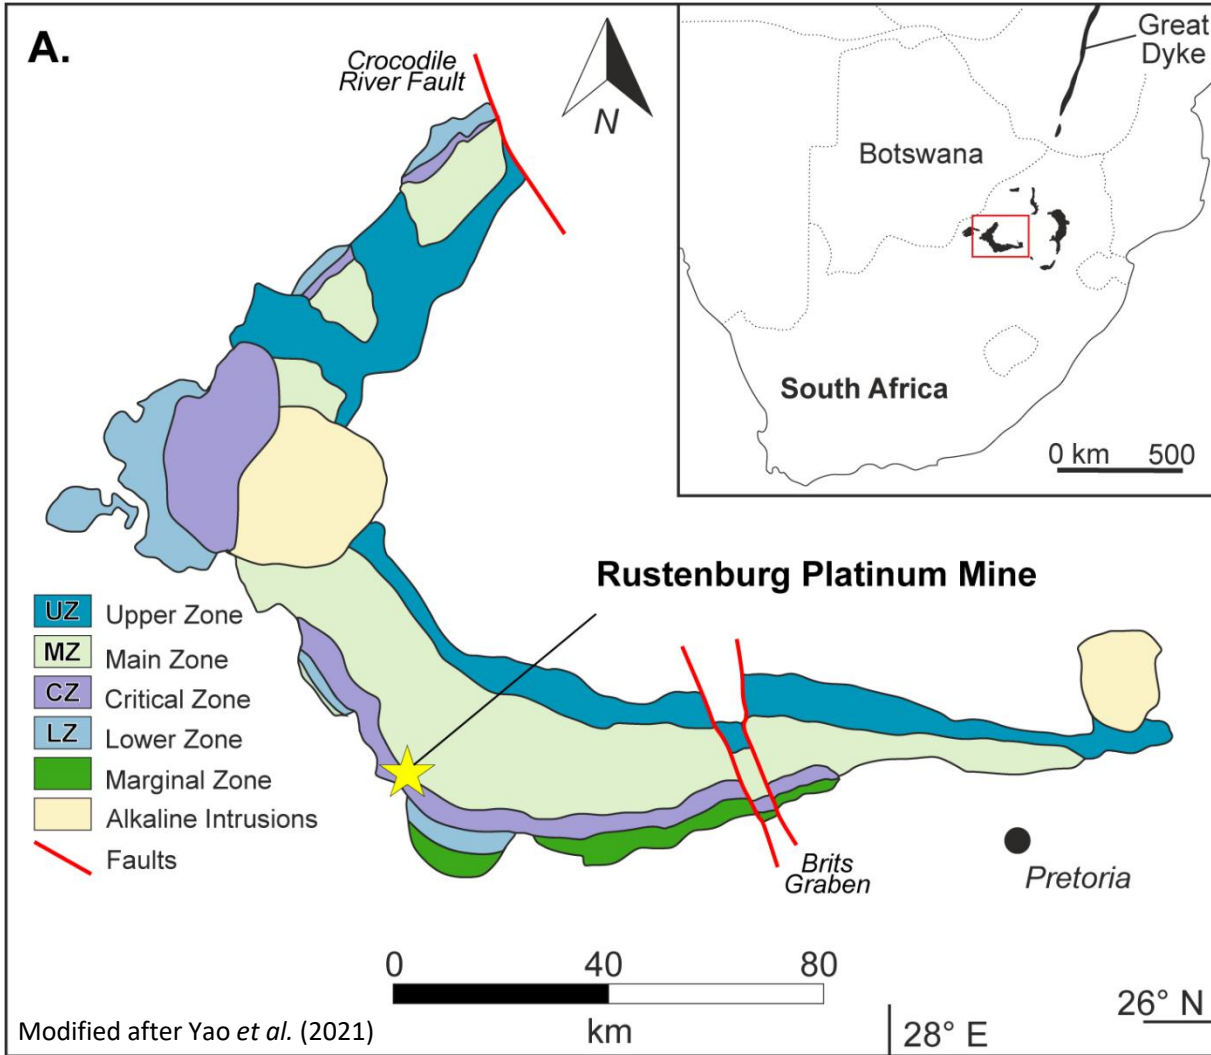 A.
Crocodile
River Fault
N
Great
Dyke
Botswana
South Africa
0 km 500
Rustenburg Platinum Mine
UZ Upper Zone
MZ Main Zone
CZ Critical Zone
LZ Lower Zone
Marginal Zone
Alkaline Intrusions
Faults
Brits
Graben
Pretoria
0 40 80
km
Modified after Yao et al. (2021)
28° E
26° N